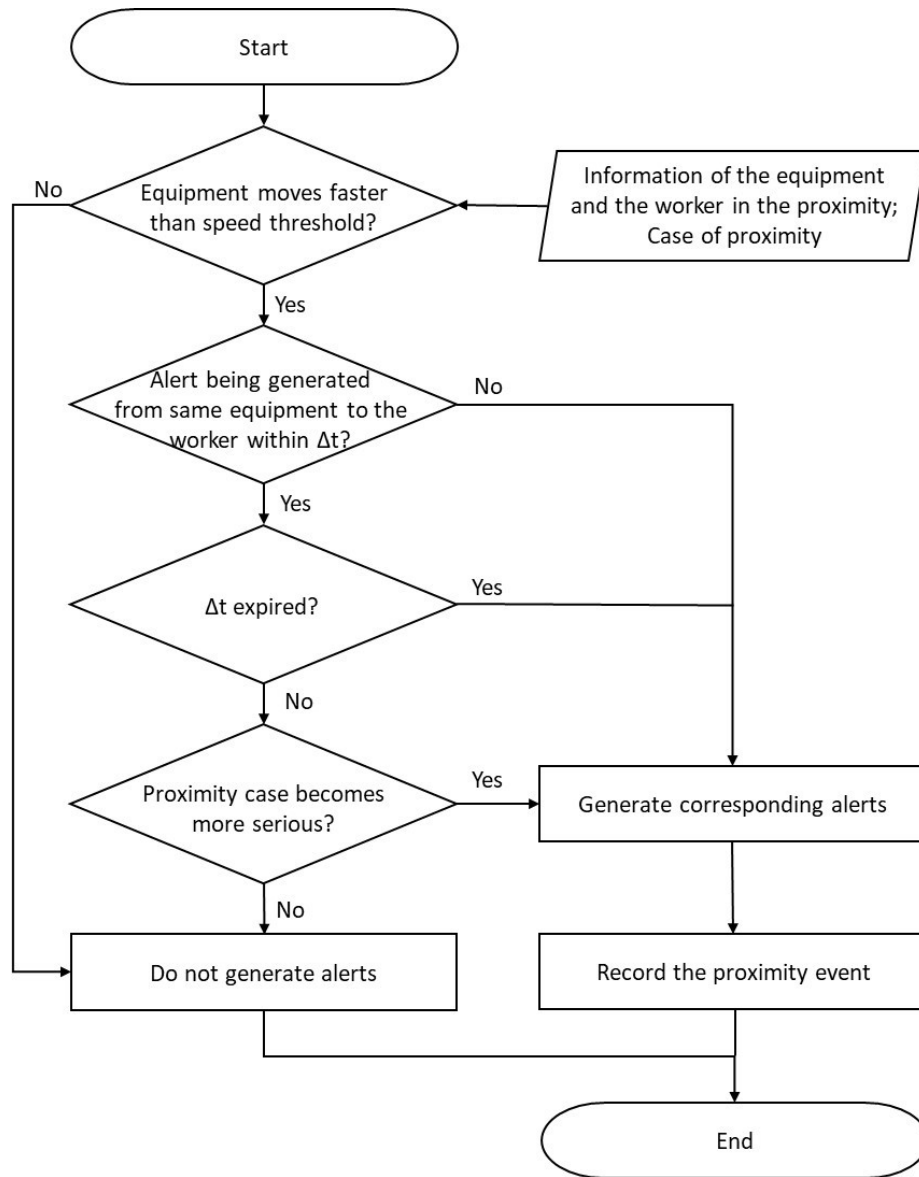 Start
No
Equipment moves faster
than speed threshold?
Information of the equipment
and the worker in the proximity;
Case of proximity
Yes
Alert being generated
from same equipment to the
worker within Δt?
No
Yes
Δt expired?
Yes
No
Proximity case becomes
more serious?
Yes
Generate corresponding alerts
No
Do not generate alerts
Record the proximity event
End